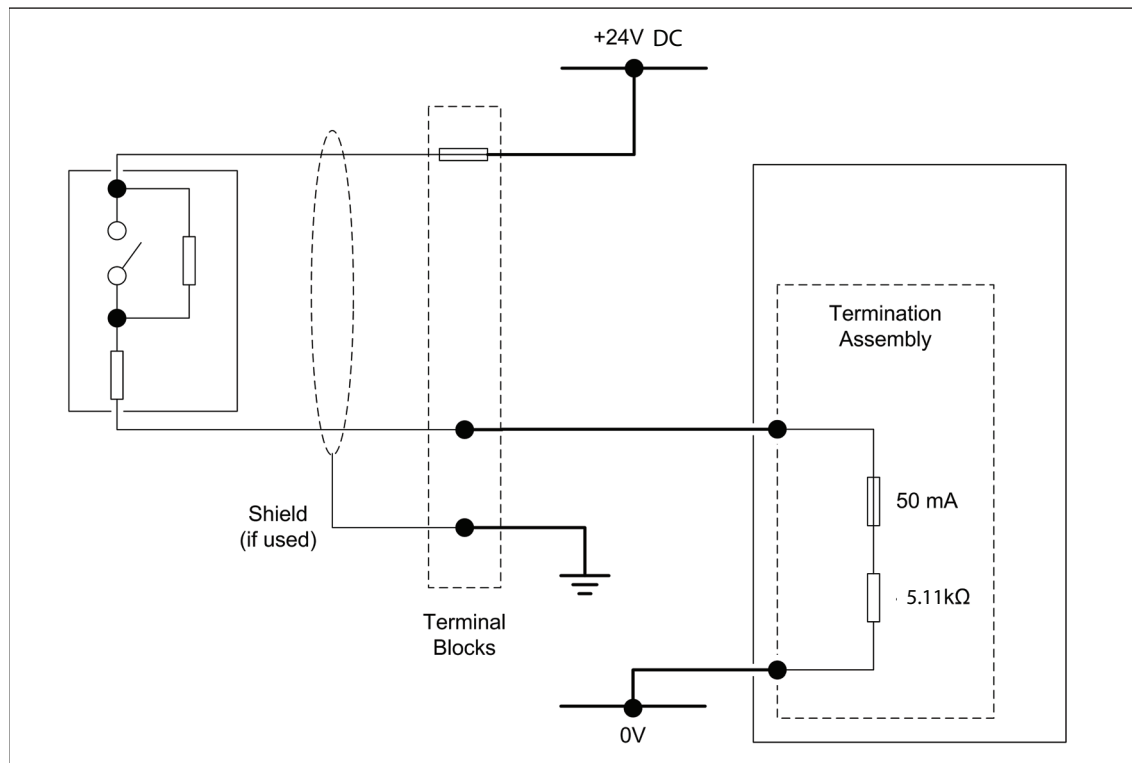 +24V DC
Termination
Assembly
50 mA
5.11kΩ
Shield
(if used)
Terminal
Blocks
0V